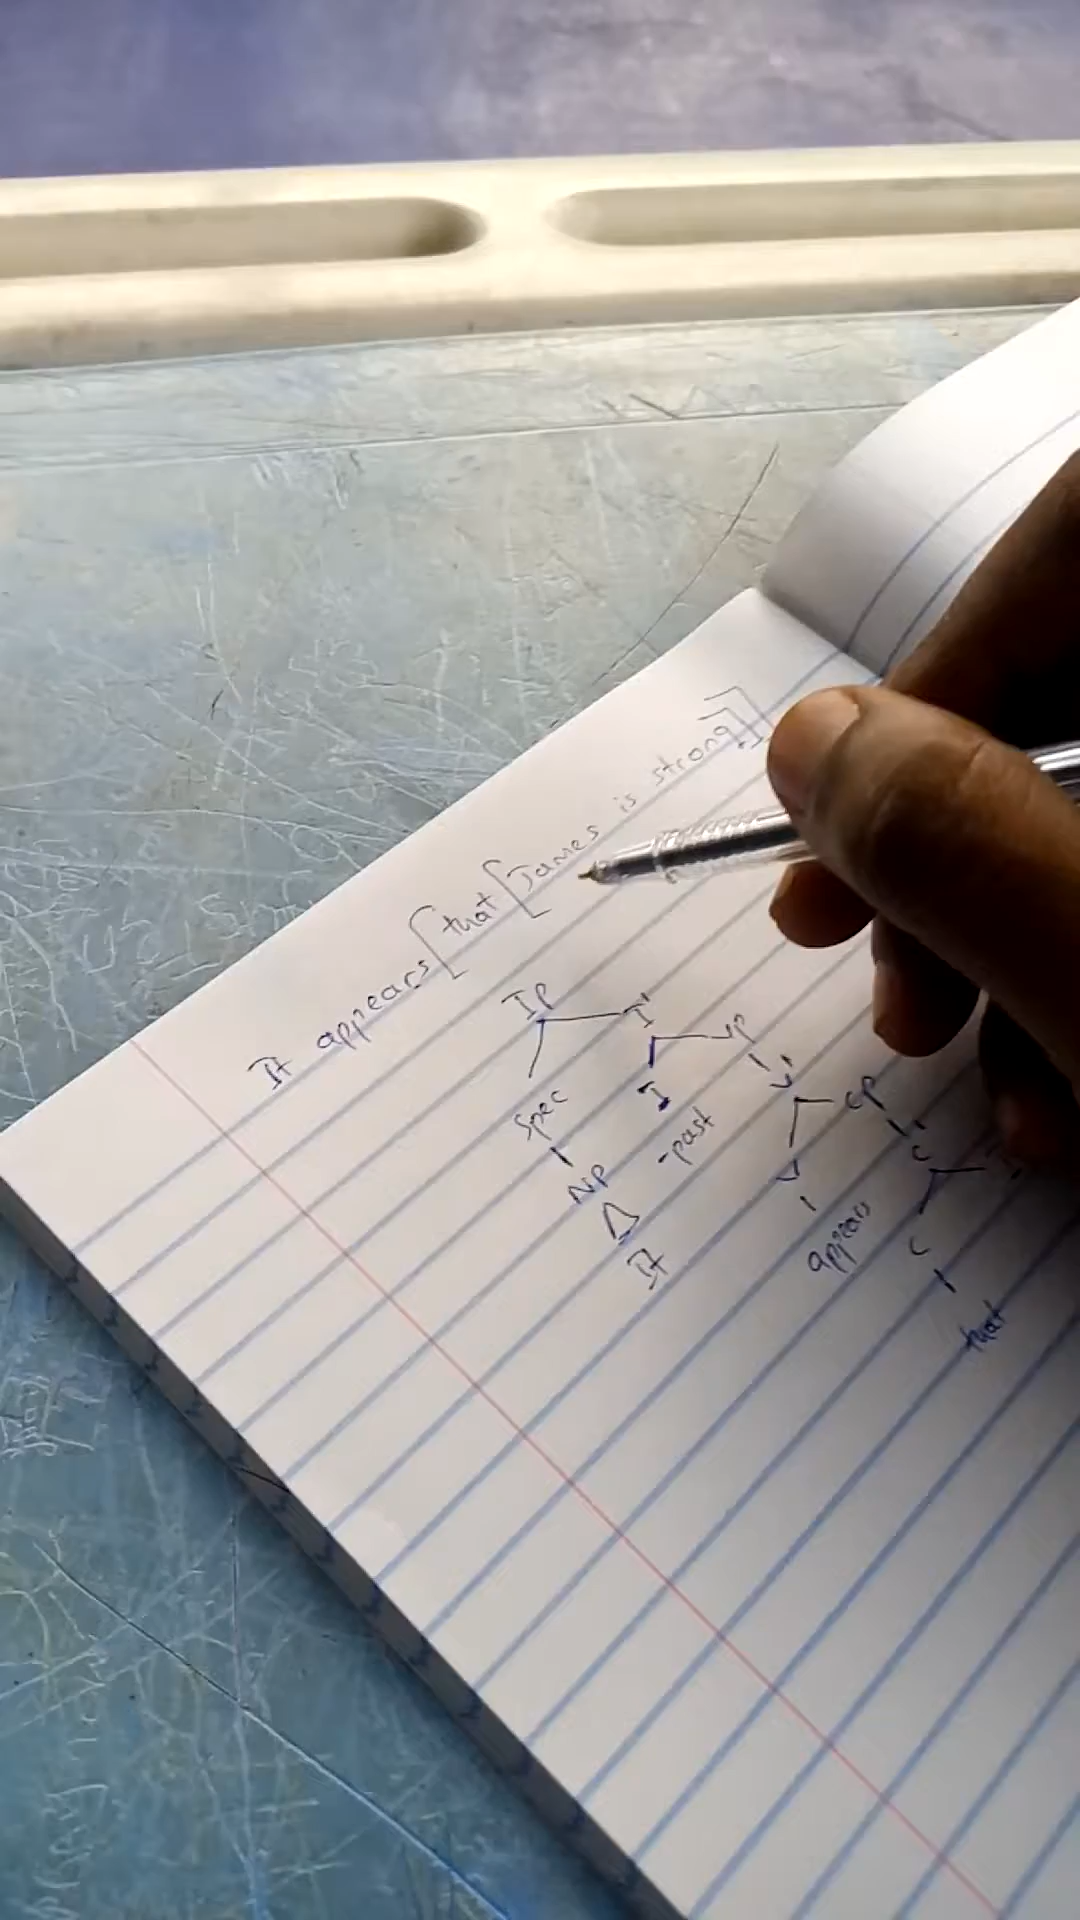 It appears [that [James is strong]]
IP I'
I VP
Spec -past V'
NP V CP
It appears C'
C
that